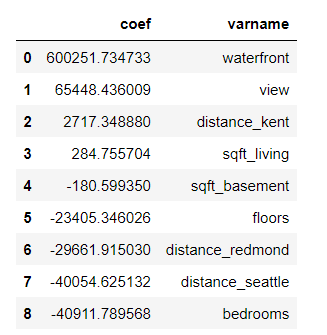 coef varname
0 600251.734733 waterfront
1 65448.436009 view
2 2717.348880 distance_kent
3 284.755704 sqft_living
4 -180.599350 sqft_basement
5 -23405.346026 floors
6 -29661.915030 distance_redmond
7 -40054.625132 distance_seattle
8 -40911.789568 bedrooms